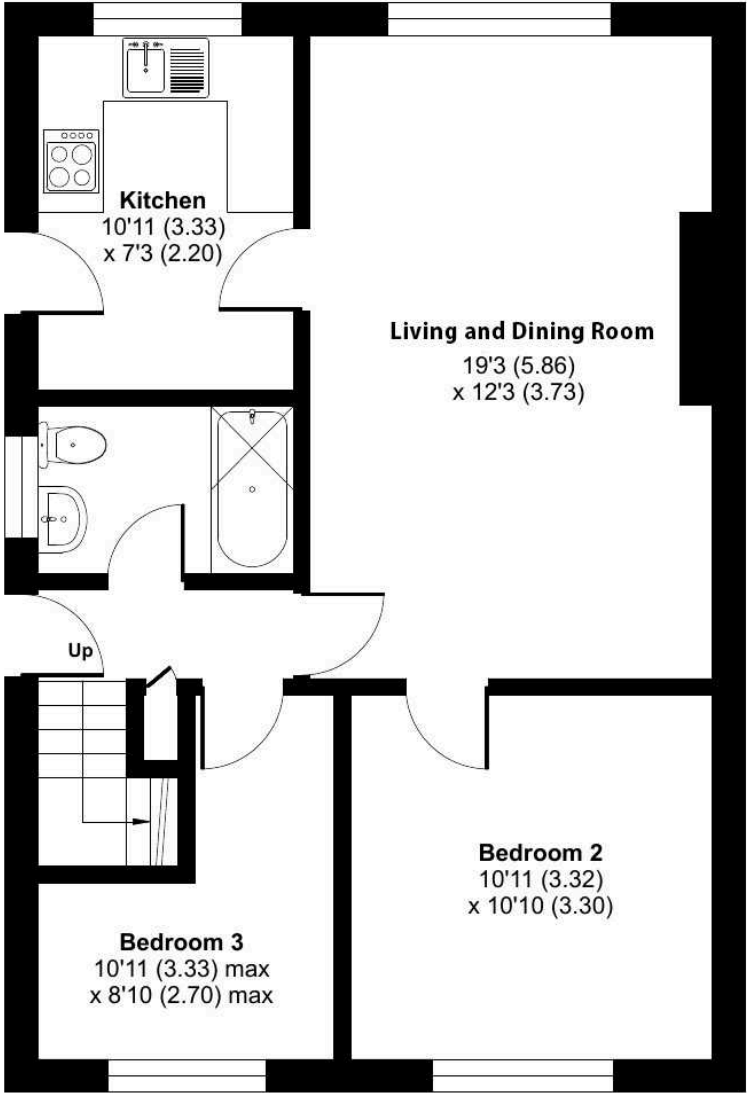 Kitchen
10'11 (3.33)
x 7'3 (2.20)
Living and Dining Room
19'3 (5.86)
x 12'3 (3.73)
Up
Bedroom 2
10'11 (3.32)
x 10'10 (3.30)
Bedroom 3
10'11 (3.33) max
x 8'10 (2.70) max